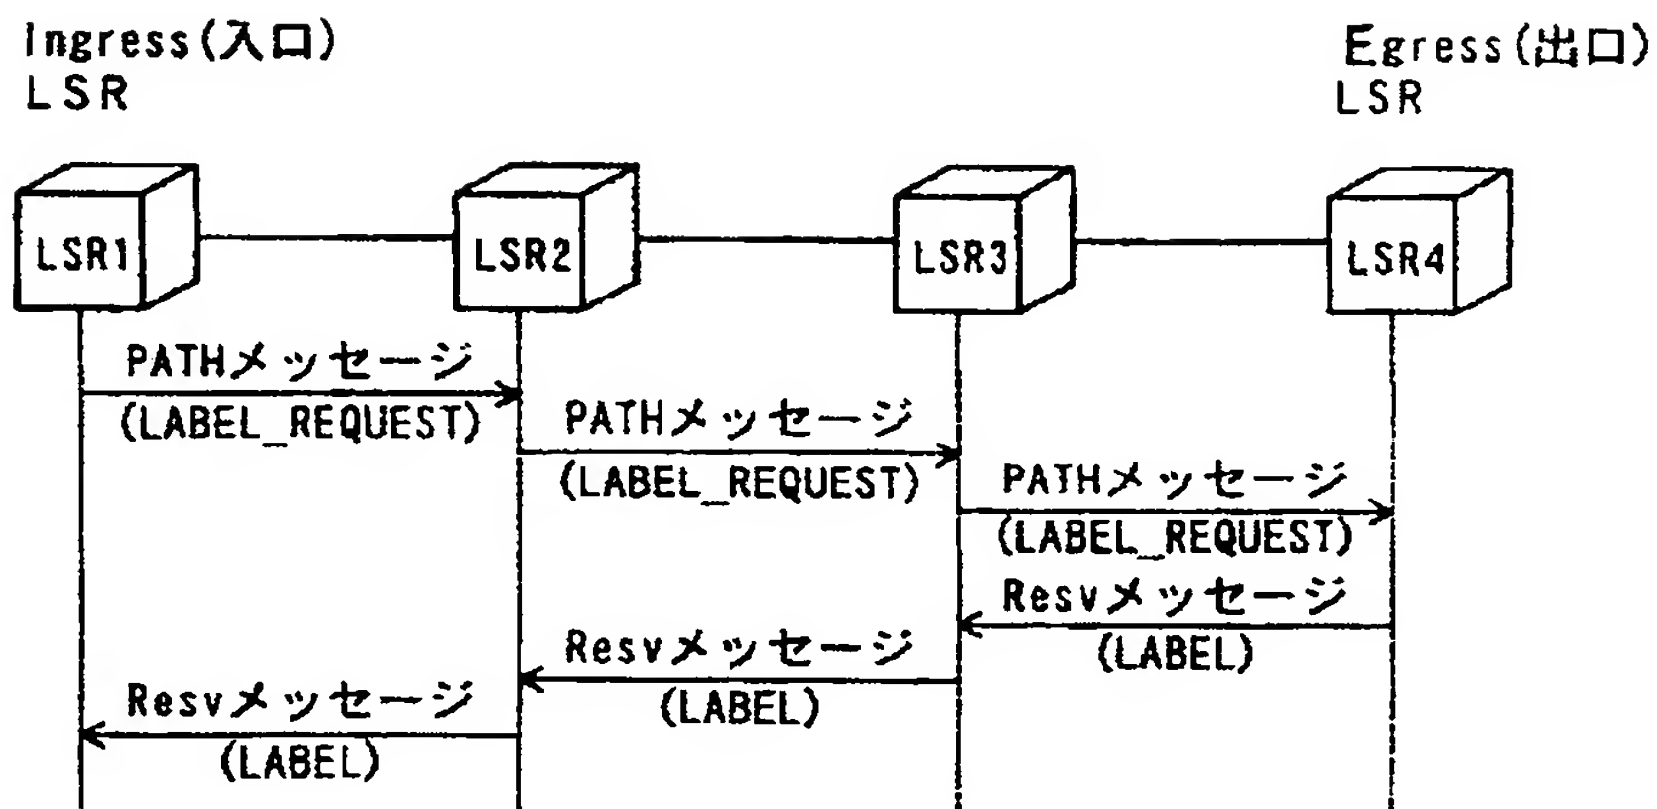 Ingress(入口)
LSR
Egress(出口)
LSR
LSR1
LSR2
LSR3
LSR4
PATHメッセージ
(LABEL_REQUEST)
PATHメッセージ
(LABEL_REQUEST)
PATHメッセージ
(LABEL_REQUEST)
Resvメッセージ
(LABEL)
Resvメッセージ
(LABEL)
Resvメッセージ
(LABEL)